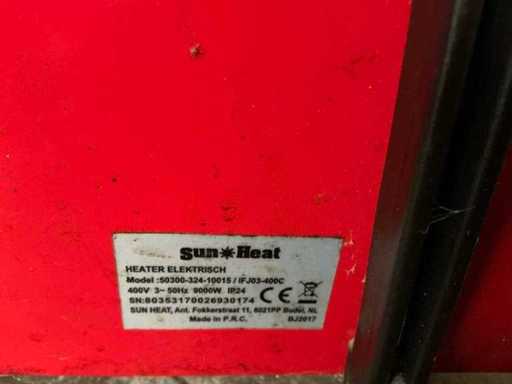 Sun Heat
HEATER ELEKTRISCH
Model :50300-324-10015 / IFJ03-400C
400V 3~ 50Hz 9000W IP24
SN:80353170026930174
SUN HEAT, Ant. Fokkerstraat 11, 6021PP Budel, NL
Made in P.R.C. BJ2017